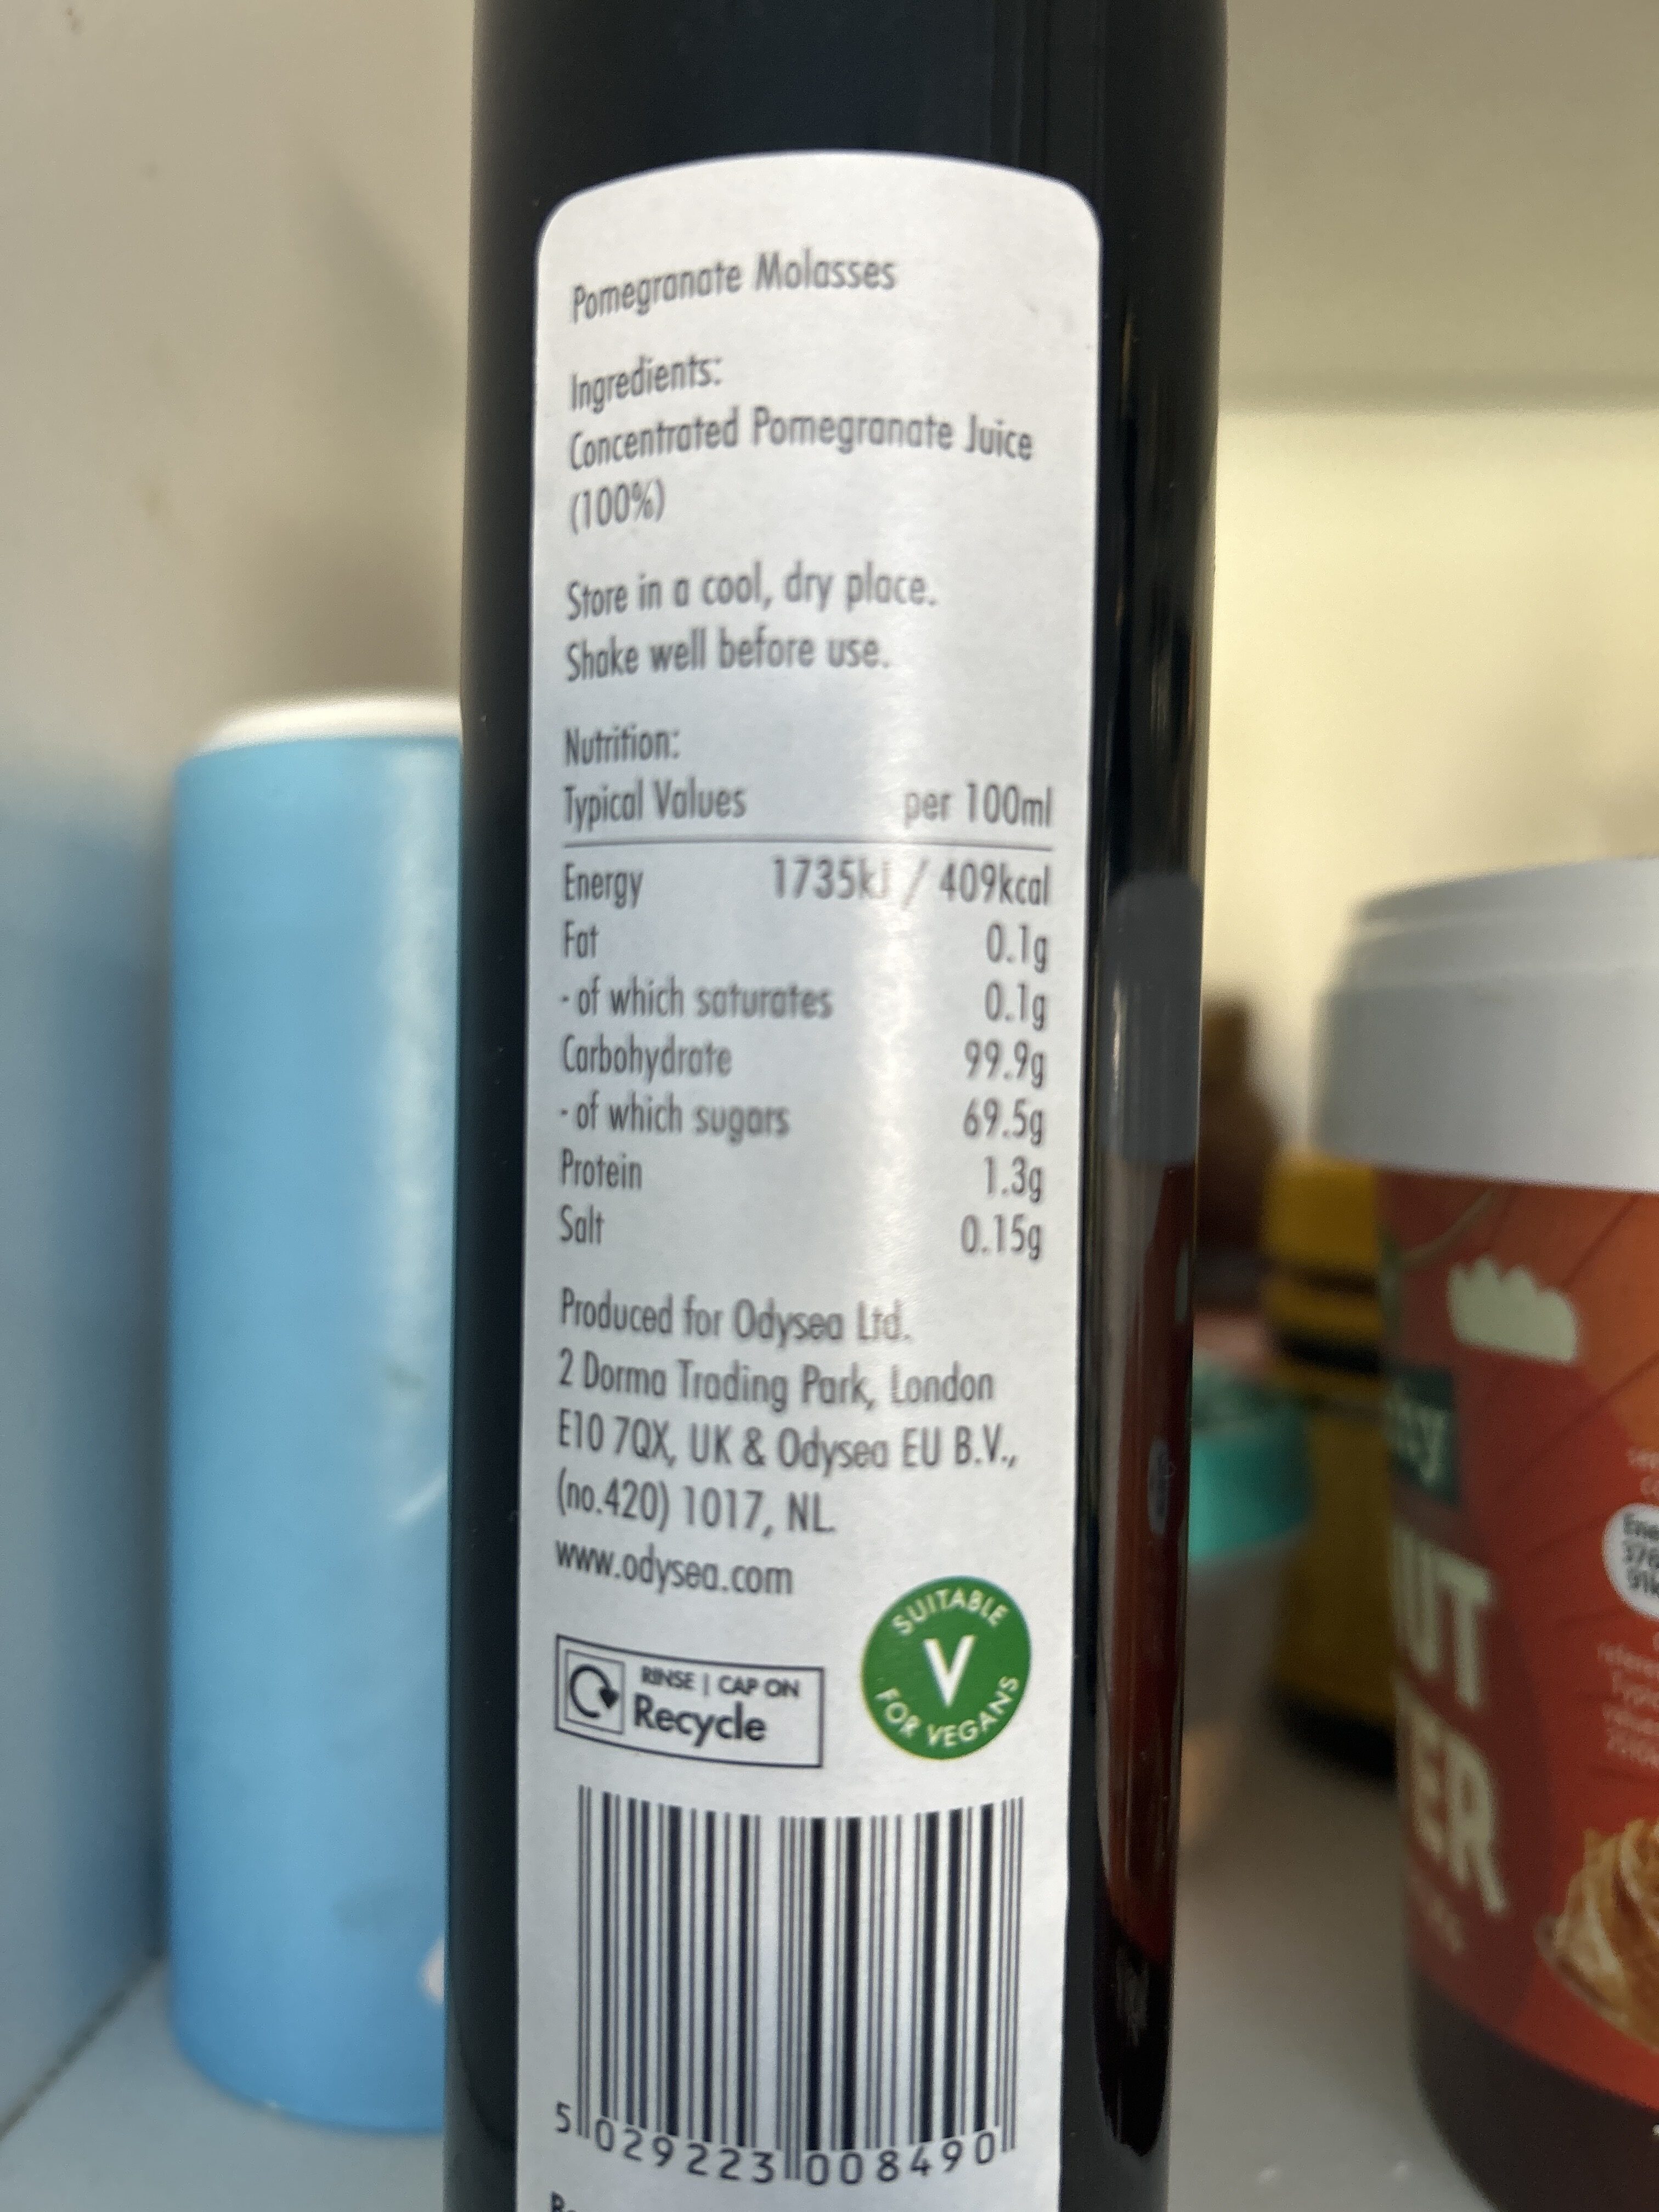 Pomegranate Molasses
Ingredients:
Concentrated Pomegranate Juice
(100%)
Store in a cool, dry place.
Shake well before use.
Nutrition:
Typical Values per 100ml
Energy 1735kJ / 409kcal
Fat 0.1g
- of which saturates 0.1g
Carbohydrate 99.9g
- of which sugars 69.5g
Protein 1.3g
Salt 0.15g
Produced for Odysea Ltd.
2 Dorma Trading Park, London
E10 7QX, UK & Odysea EU B.V.,
(no.420) 1017, NL
www.odysea.com
RINSE | CAP ON
Recycle
SUITABLE
V
FOR VEGANS
5 029223 008490
UT
ER